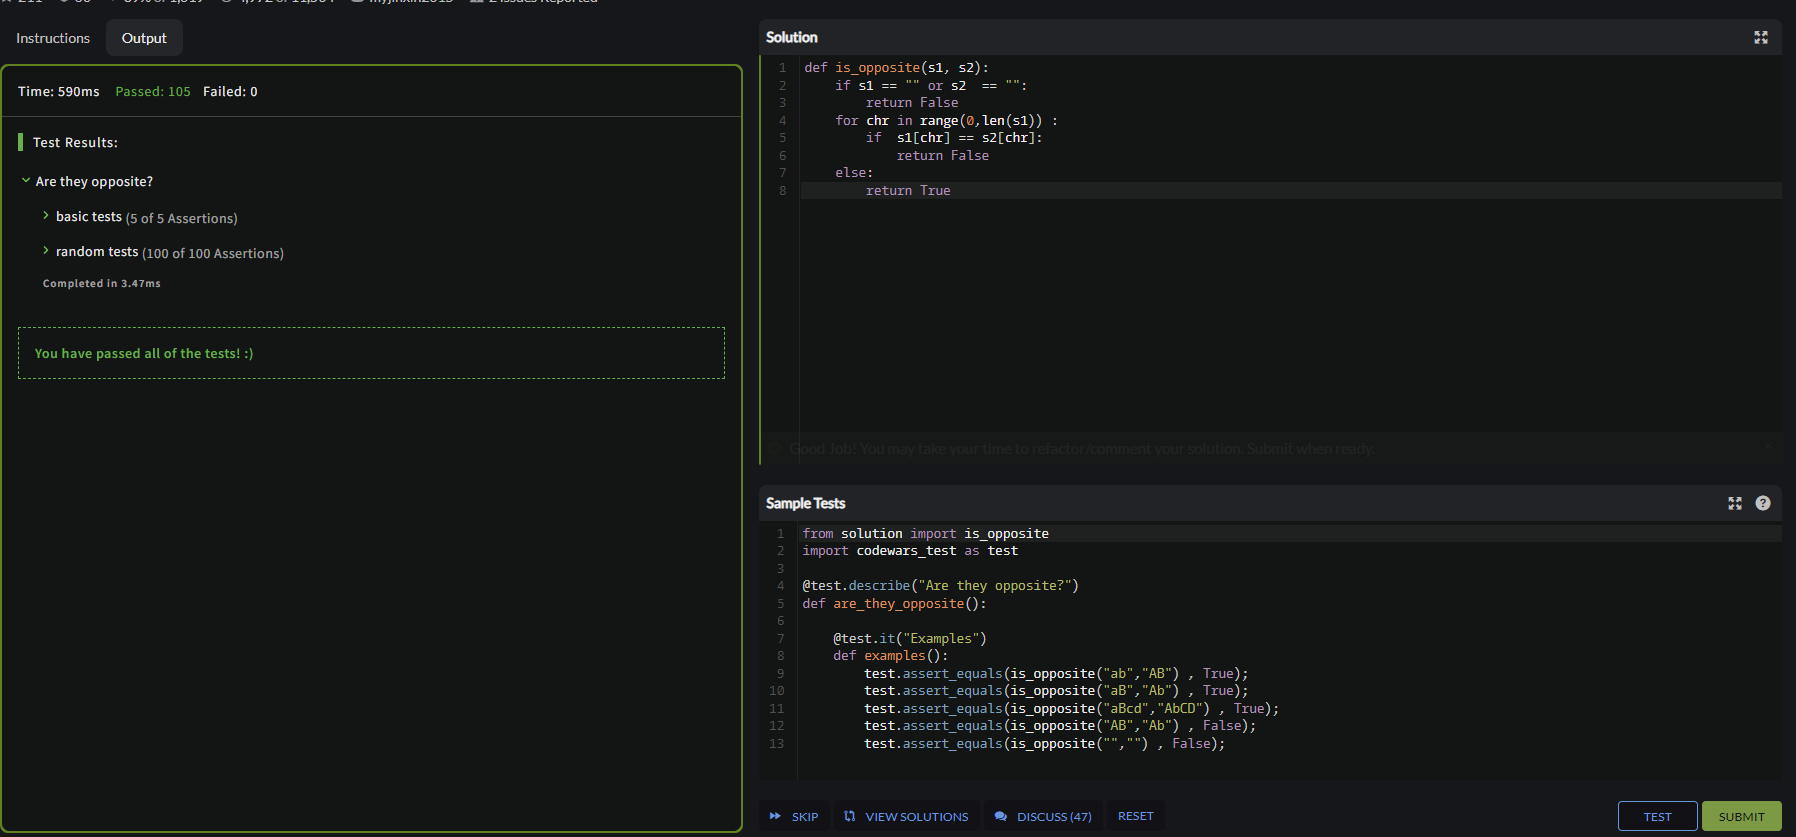 Instructions
Output
Time: 590ms Passed: 105 Failed: 0
Test Results:
Are they opposite?
basic tests (5 of 5 Assertions)
random tests (100 of 100 Assertions)
Completed in 3.47ms
You have passed all of the tests! :)
Solution
1 def is_opposite(s1, s2):
2     if s1 == "" or s2  == "":
3         return False
4     for chr in range(0,len(s1)) :
5         if  s1[chr] == s2[chr]:
6             return False
7     else:
8         return True
Good Job! You may take your time to refactor/comment your solution. Submit when ready.
Sample Tests
1 from solution import is_opposite
2 import codewars_test as test
3
4 @test.describe("Are they opposite?")
5 def are_they_opposite():
6
7     @test.it("Examples")
8     def examples():
9         test.assert_equals(is_opposite("ab","AB") , True);
10         test.assert_equals(is_opposite("aB","Ab") , True);
11         test.assert_equals(is_opposite("aBcd","AbCD") , True);
12         test.assert_equals(is_opposite("AB","Ab") , False);
13         test.assert_equals(is_opposite("","") , False);
SKIP
VIEW SOLUTIONS
DISCUSS (47)
RESET
TEST
SUBMIT